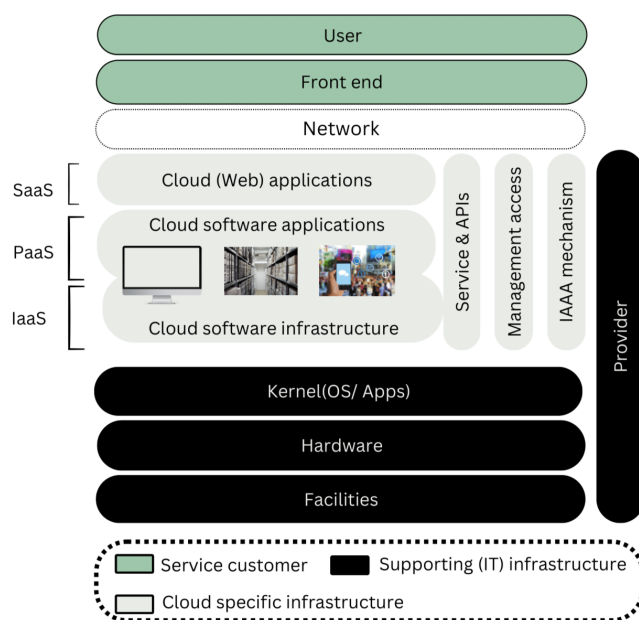 User
Front end
Network
SaaS
Cloud (Web) applications
PaaS
Cloud software applications
IaaS
Cloud software infrastructure
Service & APIs
Management access
IAAA mechanism
Provider
Kernel(OS/ Apps)
Hardware
Facilities
Service customer
Supporting (IT) infrastructure
Cloud specific infrastructure